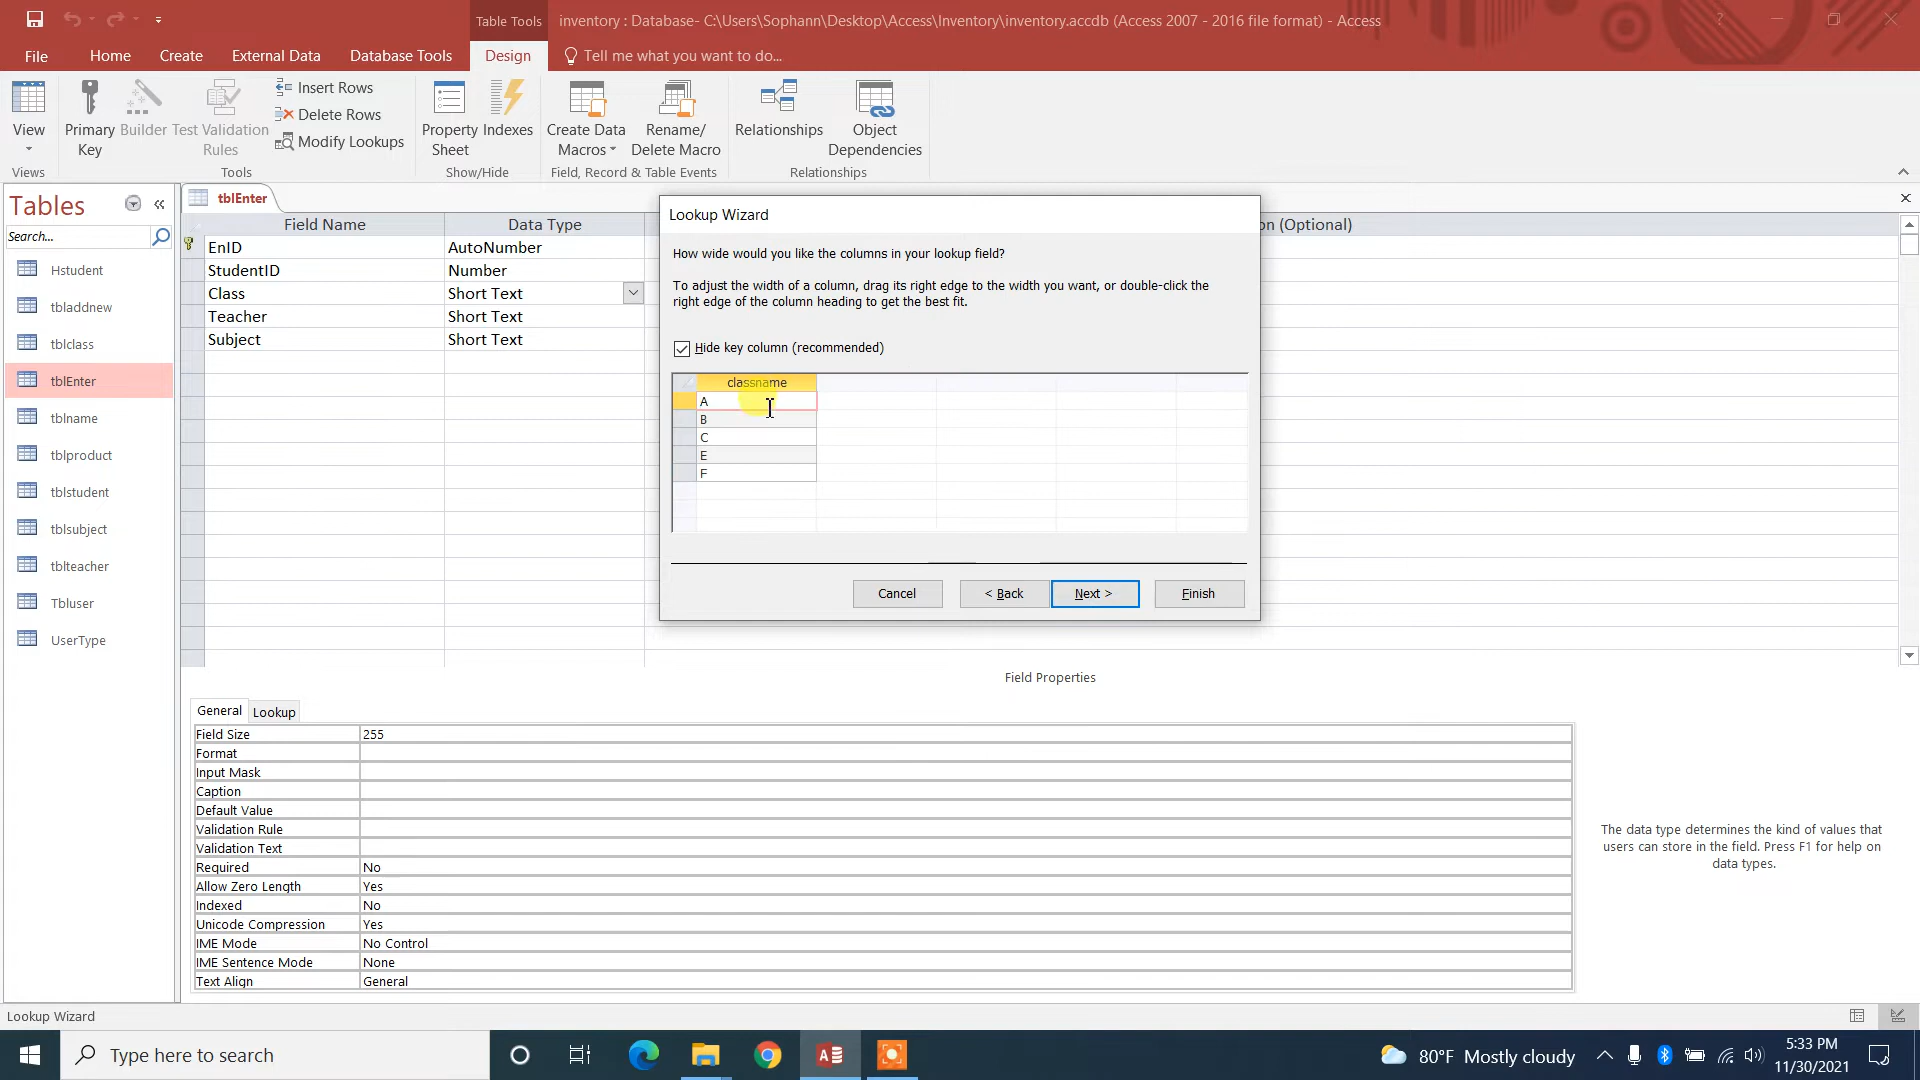 Table Tools
inventory : Database- C:\Users\Sophann\Desktop\Access\Inventory\inventory.accdb (Access 2007 - 2016 file format) - Access
?
File
Home
Create
External Data
Database Tools
Design
Tell me what you want to do...
View
Primary Key
Builder
Test Validation Rules
Insert Rows
Delete Rows
Modify Lookups
Property Sheet
Indexes
Create Data Macros
Rename/ Delete Macro
Relationships
Object Dependencies
Views
Tools
Show/Hide
Field, Record & Table Events
Relationships
Tables
Search...
Hstudent
tbladdnew
tblclass
tblEnter
tblname
tblproduct
tblstudent
tblsubject
tblteacher
Tbluser
UserType
tblEnter
Field Name
Data Type
on (Optional)
EnID
AutoNumber
StudentID
Number
Class
Short Text
Teacher
Short Text
Subject
Short Text
Lookup Wizard
How wide would you like the columns in your lookup field?
To adjust the width of a column, drag its right edge to the width you want, or double-click the
right edge of the column heading to get the best fit.
Hide key column (recommended)
classname
A
B
C
E
F
Cancel
< Back
Next >
Finish
Field Properties
General
Lookup
Field Size
255
Format
Input Mask
Caption
Default Value
Validation Rule
Validation Text
Required
No
Allow Zero Length
Yes
Indexed
No
Unicode Compression
Yes
IME Mode
No Control
IME Sentence Mode
None
Text Align
General
The data type determines the kind of values that
users can store in the field. Press F1 for help on
data types.
Lookup Wizard
Type here to search
80°F Mostly cloudy
5:33 PM
11/30/2021